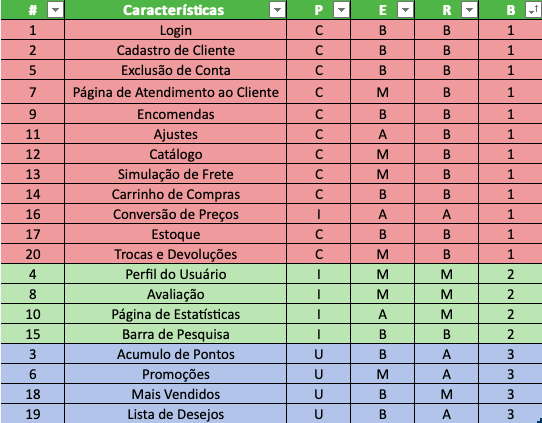 # Características P E R B
1 Login C B B 1
2 Cadastro de Cliente C B B 1
5 Exclusão de Conta C B B 1
7 Página de Atendimento ao Cliente C M B 1
9 Encomendas C B B 1
11 Ajustes C A B 1
12 Catálogo C M B 1
13 Simulação de Frete C M B 1
14 Carrinho de Compras C B B 1
16 Conversão de Preços I A A 1
17 Estoque C B B 1
20 Trocas e Devoluções C M B 1
4 Perfil do Usuário I M M 2
8 Avaliação I M M 2
10 Página de Estatísticas I A M 2
15 Barra de Pesquisa I B B 2
3 Acumulo de Pontos U B A 3
6 Promoções U M A 3
18 Mais Vendidos U B M 3
19 Lista de Desejos U B A 3